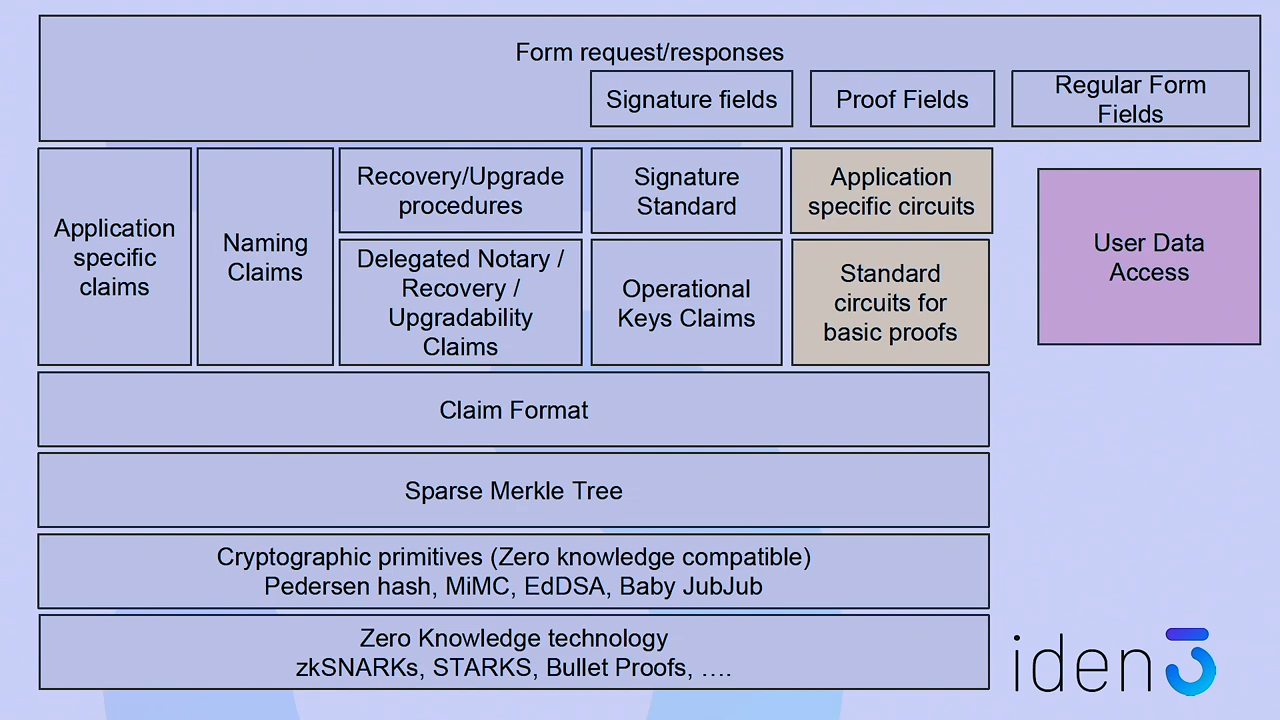 Form request/responses
Signature fields
Proof Fields
Regular Form
Fields
Application
specific
claims
Naming
Claims
Recovery/Upgrade
procedures
Signature
Standard
Application
specific circuits
User Data
Access
Delegated Notary /
Recovery /
Upgradability
Claims
Operational
Keys Claims
Standard
circuits for
basic proofs
Claim Format
Sparse Merkle Tree
Cryptographic primitives (Zero knowledge compatible)
Pedersen hash, MiMC, EdDSA, Baby JubJub
Zero Knowledge technology
zkSNARKs, STARKS, Bullet Proofs, ….
iden3